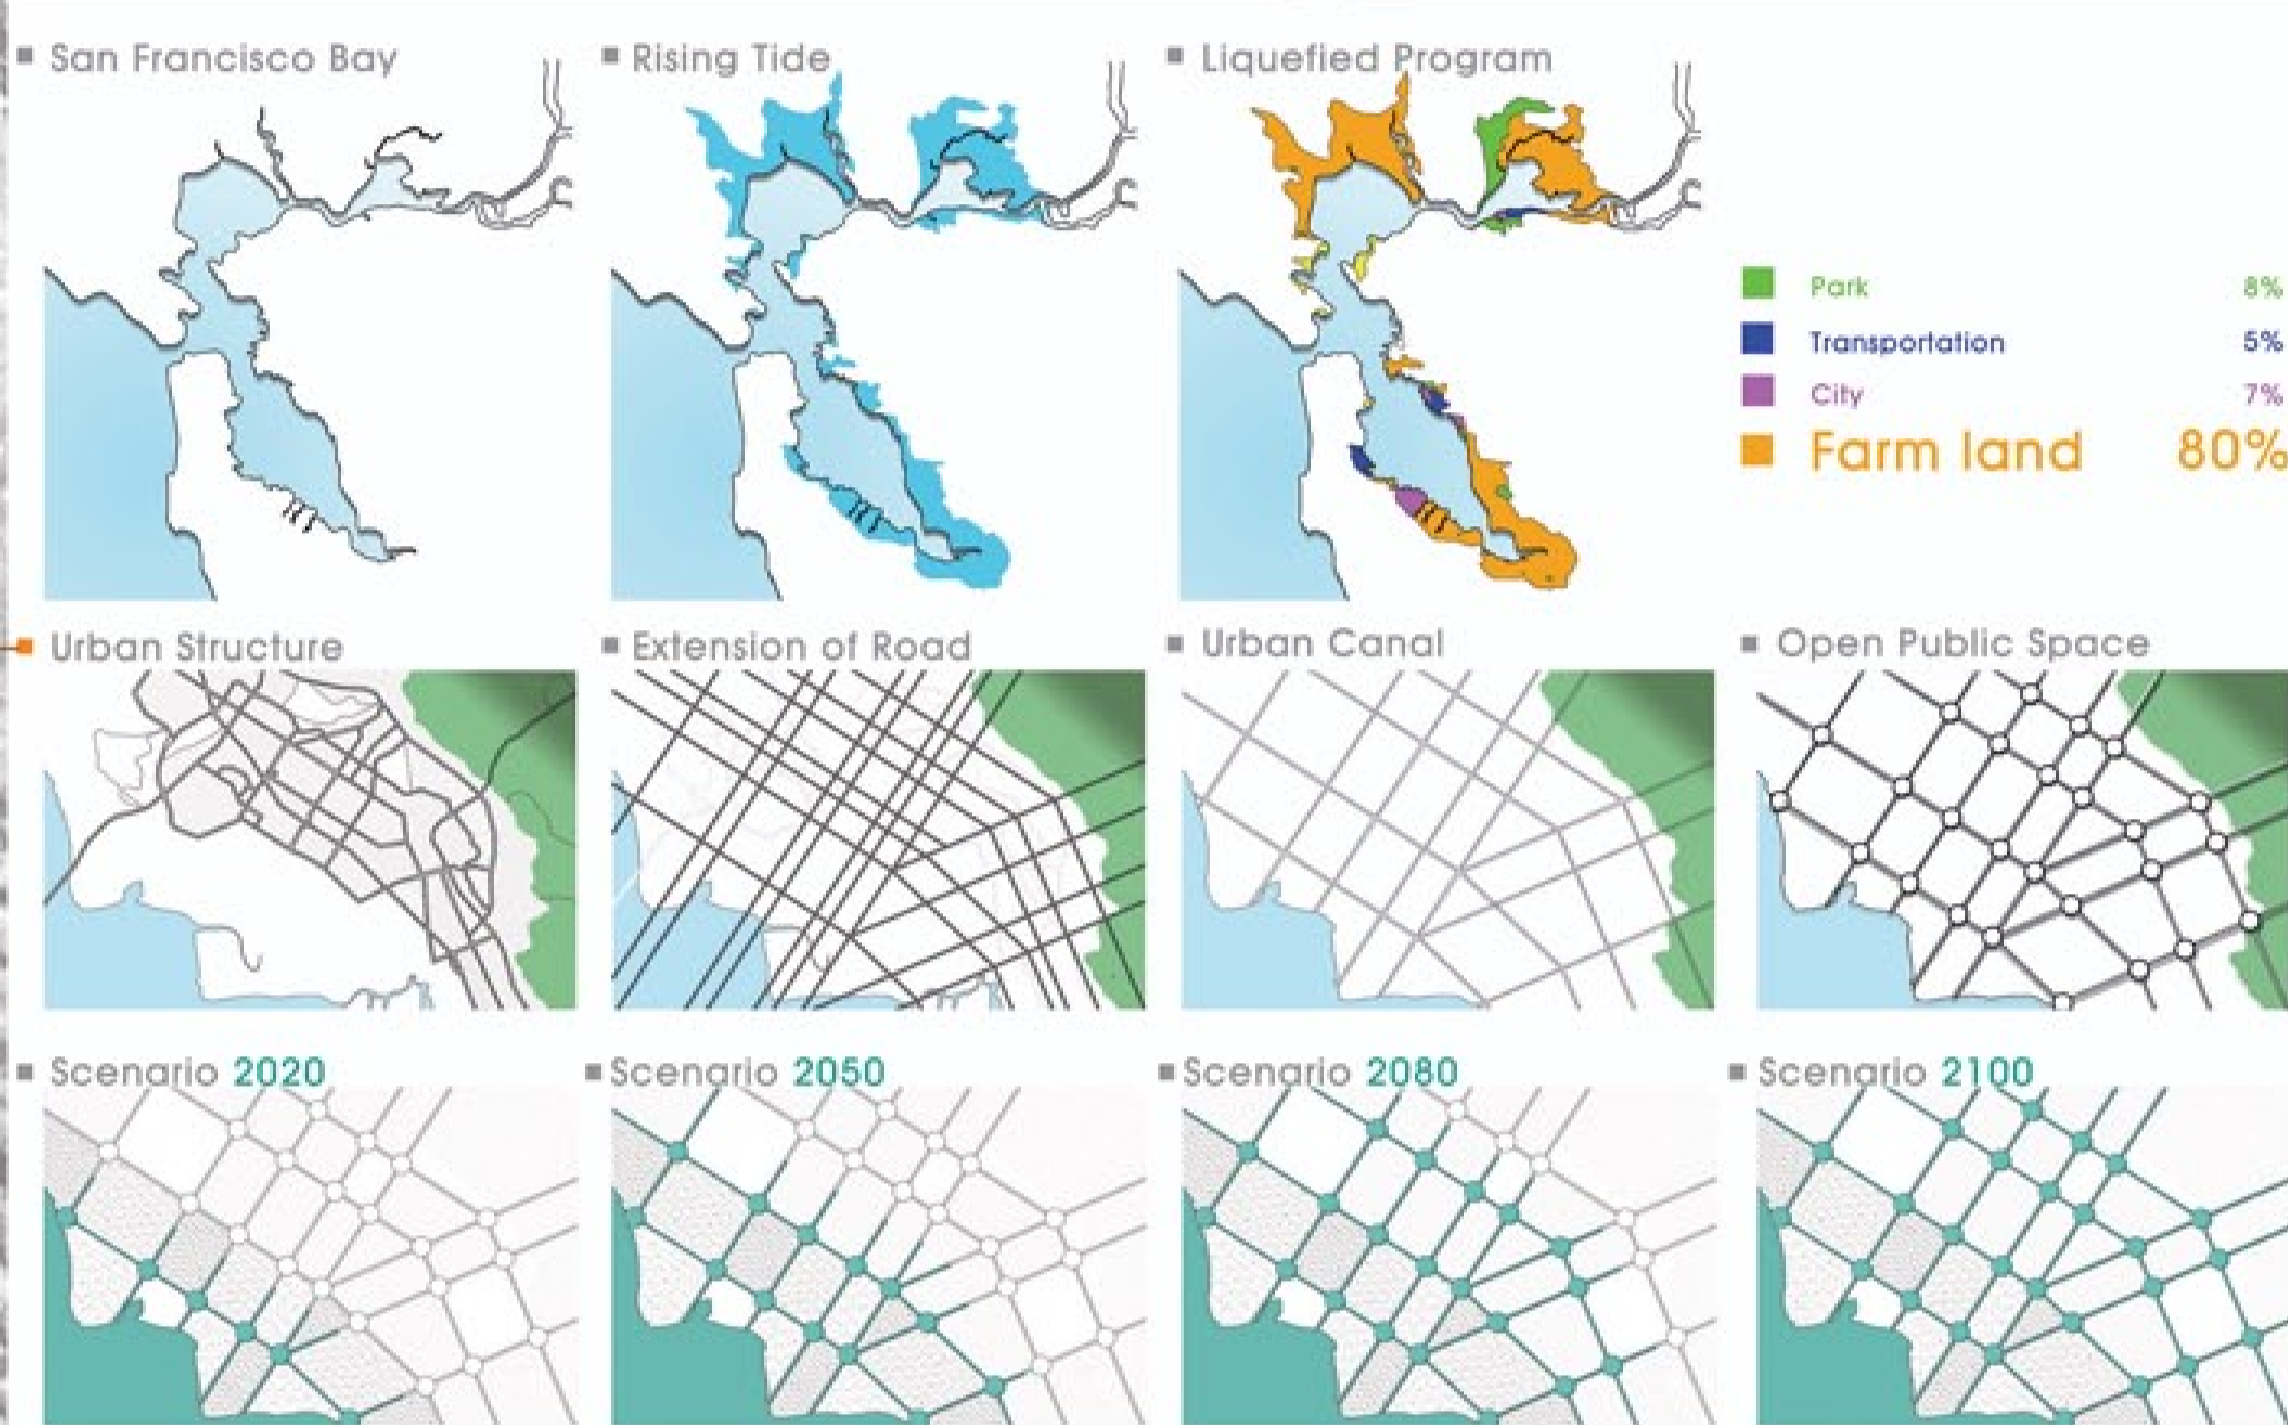 San Francisco Bay
Rising Tide
Liquefied Program
Park 8%
Transportation 5%
City 7%
Farm land 80%
Urban Structure
Extension of Road
Urban Canal
Open Public Space
Scenario 2020
Scenario 2050
Scenario 2080
Scenario 2100